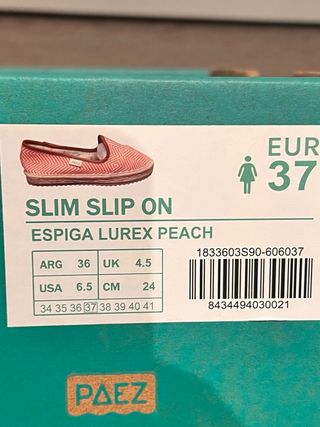 EUR
37
SLIM SLIP ON
ESPIGA LUREX PEACH
ARG 36 UK 4.5
USA 6.5 CM 24
34 35 36 37 38 39 40 41
1833603S90-606037
8434494030021
PAEZ